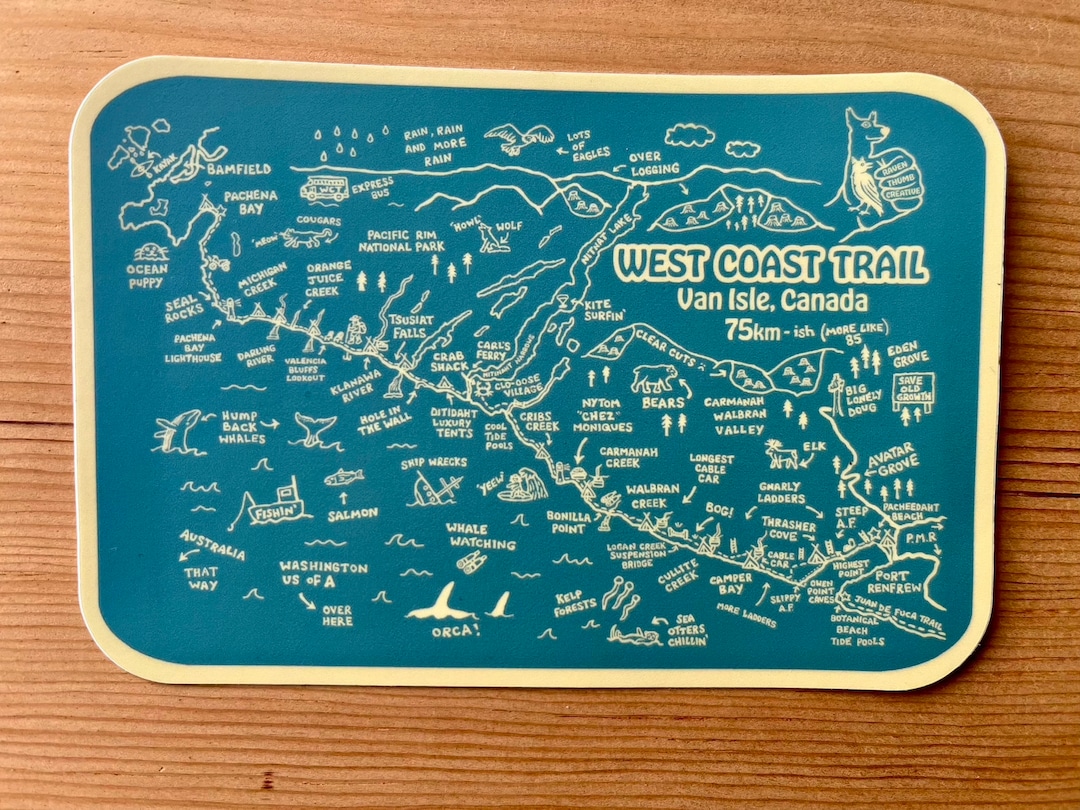 RAIN, RAIN
AND MORE
RAIN
LOTS
OF
EAGLES
OVER
LOGGING
RAVEN
THUMB
CREATIVE
KAYAK
BAMFIELD
WCT
EXPRESS
BUS
PACHENA
BAY
COUGARS
"MEOW"
PACIFIC RIM
NATIONAL PARK
"HOWL"
WOLF
NITNAT LAKE
WEST COAST TRAIL
Van Isle, Canada
75km - ish (MORE LIKE)
85
OCEAN
PUPPY
SEAL
ROCKS
MICHIGAN
CREEK
ORANGE
JUICE
CREEK
TSUSIAT
FALLS
KITE
SURFIN'
PACHENA
BAY
LIGHTHOUSE
DARLING
RIVER
VALENCIA
BLUFFS
LOOKOUT
KLANAWA
RIVER
CRAB
SHACK
CARL'S
FERRY
NITINAHT NARROWS
CLO-OOSE
VILLAGE
CLEAR CUTS
EDEN
GROVE
SAVE
OLD
GROWTH
BIG
LONELY
DOUG
BEARS
HOLE IN
THE WALL
DITIDAHT
LUXURY
TENTS
COOL
TIDE
POOLS
CRIBS
CREEK
NYTOM
"CHEZ"
MONIQUES
CARMANAH
WALBRAN
VALLEY
HUMP
BACK
WHALES
ELK
AVATAR
GROVE
SHIP WRECKS
"YEEW"
CARMANAH
CREEK
LONGEST
CABLE
CAR
GNARLY
LADDERS
WALBRAN
CREEK
BOG!
STEEP
A.F.
PACHEEDAHT
BEACH
FISHIN'
SALMON
BONILLA
POINT
THRASHER
COVE
P.M.R
AUSTRALIA
THAT
WAY
WHALE
WATCHING
LOGAN CREEK
SUSPENSION
BRIDGE
CULLITE
CREEK
CABLE
CAR
HIGHEST
POINT
PORT
RENFREW
WASHINGTON
US OF A
OVER
HERE
CAMPER
BAY
SLIPPY
A.F.
OWEN
POINT
CAVES
MORE LADDERS
JUAN DE FUCA TRAIL
KELP
FORESTS
ORCA!
SEA
OTTERS
CHILLIN'
BOTANICAL
BEACH
TIDE POOLS